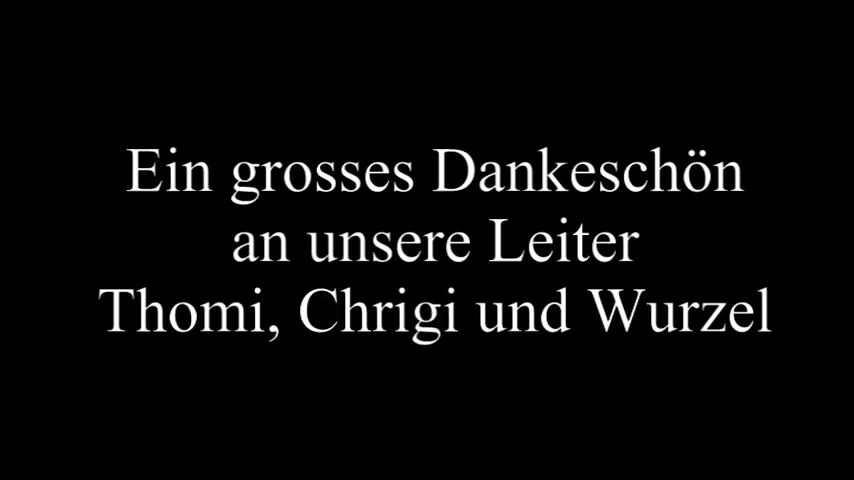 Ein grosses Dankeschön
an unsere Leiter
Thomi, Chrigi und Wurzel